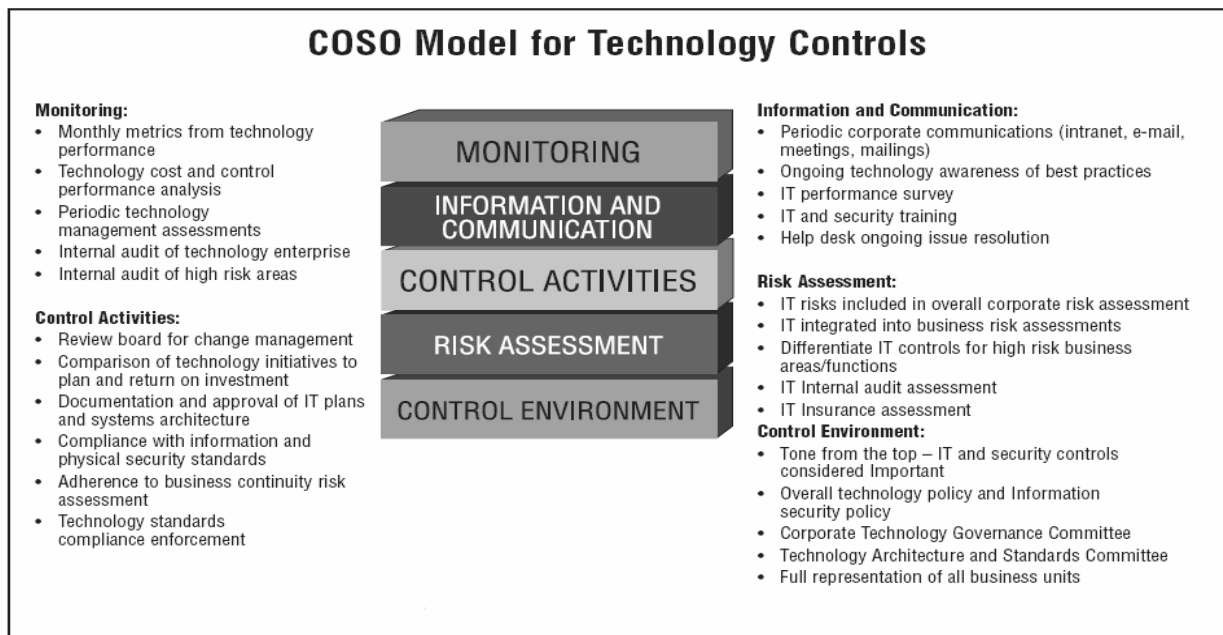 COSO Model for Technology Controls
Monitoring:
• Monthly metrics from technology
performance
• Technology cost and control
performance analysis
• Periodic technology
management assessments
• Internal audit of technology enterprise
• Internal audit of high risk areas
Control Activities:
• Review board for change management
• Comparison of technology initiatives to
plan and return on investment
• Documentation and approval of IT plans
and systems architecture
• Compliance with information and
physical security standards
• Adherence to business continuity risk
assessment
• Technology standards
compliance enforcement
MONITORING
INFORMATION AND
COMMUNICATION
CONTROL ACTIVITIES
RISK ASSESSMENT
CONTROL ENVIRONMENT
Information and Communication:
• Periodic corporate communications (intranet, e-mail,
meetings, mailings)
• Ongoing technology awareness of best practices
• IT performance survey
• IT and security training
• Help desk ongoing issue resolution
Risk Assessment:
• IT risks included in overall corporate risk assessment
• IT integrated into business risk assessments
• Differentiate IT controls for high risk business
areas/functions
• IT Internal audit assessment
• IT Insurance assessment
Control Environment:
• Tone from the top – IT and security controls
considered Important
• Overall technology policy and Information
security policy
• Corporate Technology Governance Committee
• Technology Architecture and Standards Committee
• Full representation of all business units